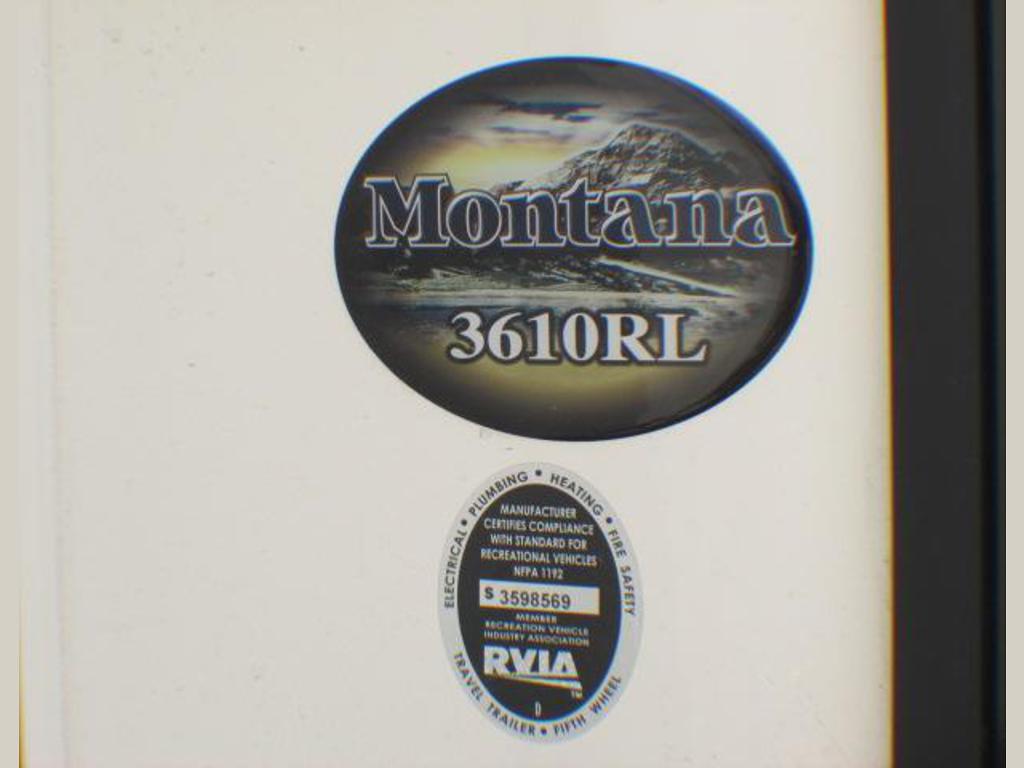 Montana
3610RL
ELECTRICAL • PLUMBING • HEATING • FIRE SAFETY
MANUFACTURER
CERTIFIES COMPLIANCE
WITH STANDARD FOR
RECREATIONAL VEHICLES
NFPA 1192
S 3598569
MEMBER
RECREATION VEHICLE
INDUSTRY ASSOCIATION
RVIA
TM
D
TRAVEL TRAILER • FIFTH WHEEL